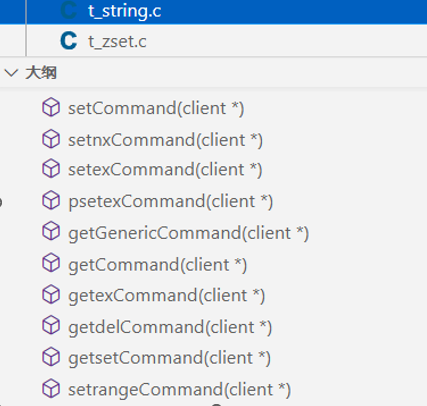 t_string.c
t_zset.c
大纲
setCommand(client *)
setnxCommand(client *)
setexCommand(client *)
psetexCommand(client *)
getGenericCommand(client *)
getCommand(client *)
getexCommand(client *)
getdelCommand(client *)
getsetCommand(client *)
setrangeCommand(client *)